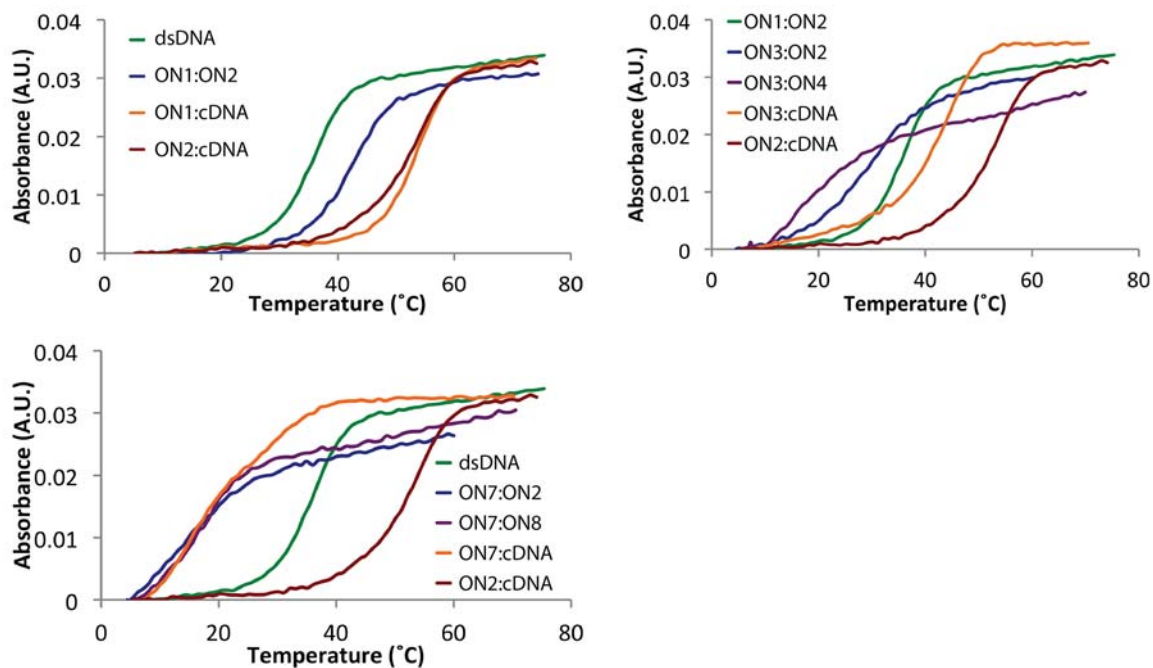 Absorbance (A.U.)
0.04
0.03
0.02
0.01
0
dsDNA
ON1:ON2
ON1:cDNA
ON2:cDNA
0 20 40 60 80
Temperature (˚C)
Absorbance (A.U.)
0.04
0.03
0.02
0.01
0
ON1:ON2
ON3:ON2
ON3:ON4
ON3:cDNA
ON2:cDNA
0 20 40 60 80
Temperature (˚C)
Absorbance (A.U.)
0.04
0.03
0.02
0.01
0
dsDNA
ON7:ON2
ON7:ON8
ON7:cDNA
ON2:cDNA
0 20 40 60 80
Temperature (˚C)